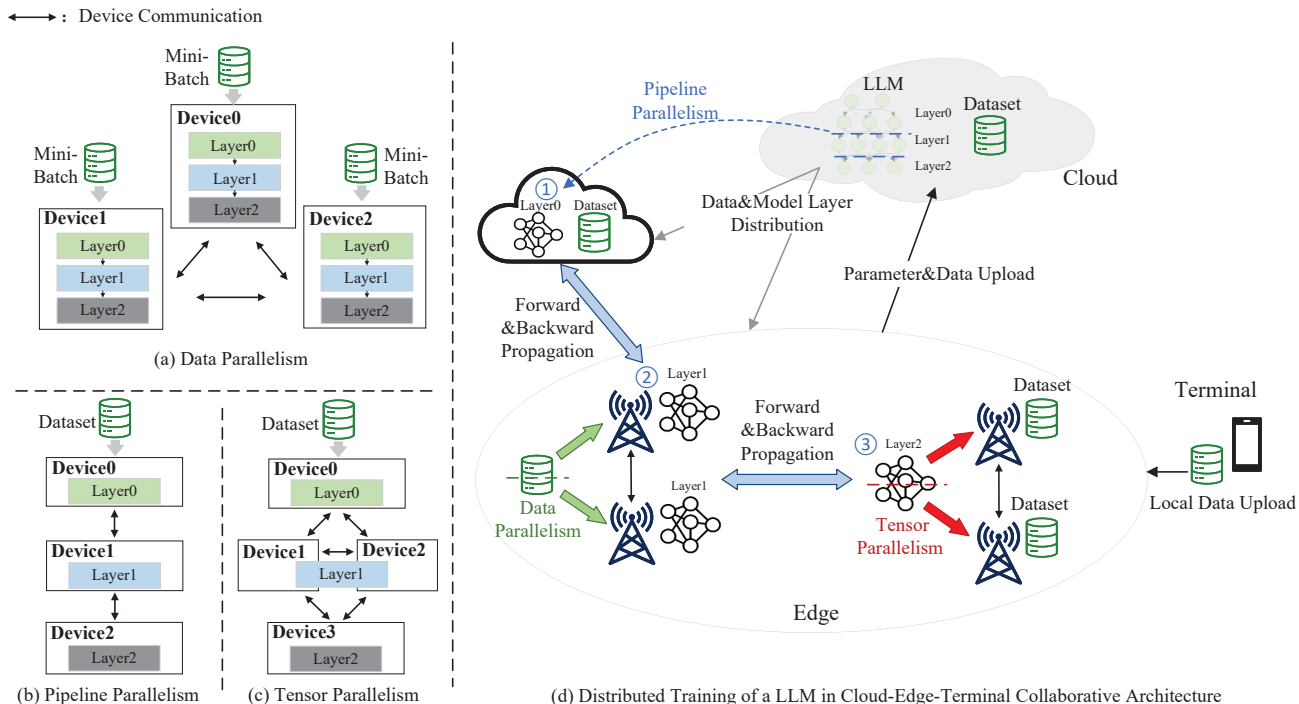 : Device Communication
Mini-
Batch
Device0
Layer0
Layer1
Layer2
Mini-
Batch
Device1
Layer0
Layer1
Layer2
Mini-
Batch
Device2
Layer0
Layer1
Layer2
(a) Data Parallelism
Dataset
Device0
Layer0
Device1
Layer1
Device2
Layer2
(b) Pipeline Parallelism
Dataset
Device0
Layer0
Device1
Device2
Layer1
Device3
Layer2
(c) Tensor Parallelism
Pipeline
Parallelism
LLM
Layer0
Layer1
Layer2
Dataset
Cloud
1
Layer0
Dataset
Data&Model Layer
Distribution
Parameter&Data Upload
Forward
&Backward
Propagation
2
Layer1
Layer1
Data
Parallelism
Forward
&Backward
Propagation
3
Layer2
Tensor
Parallelism
Dataset
Dataset
Edge
Terminal
Local Data Upload
(d) Distributed Training of a LLM in Cloud-Edge-Terminal Collaborative Architecture